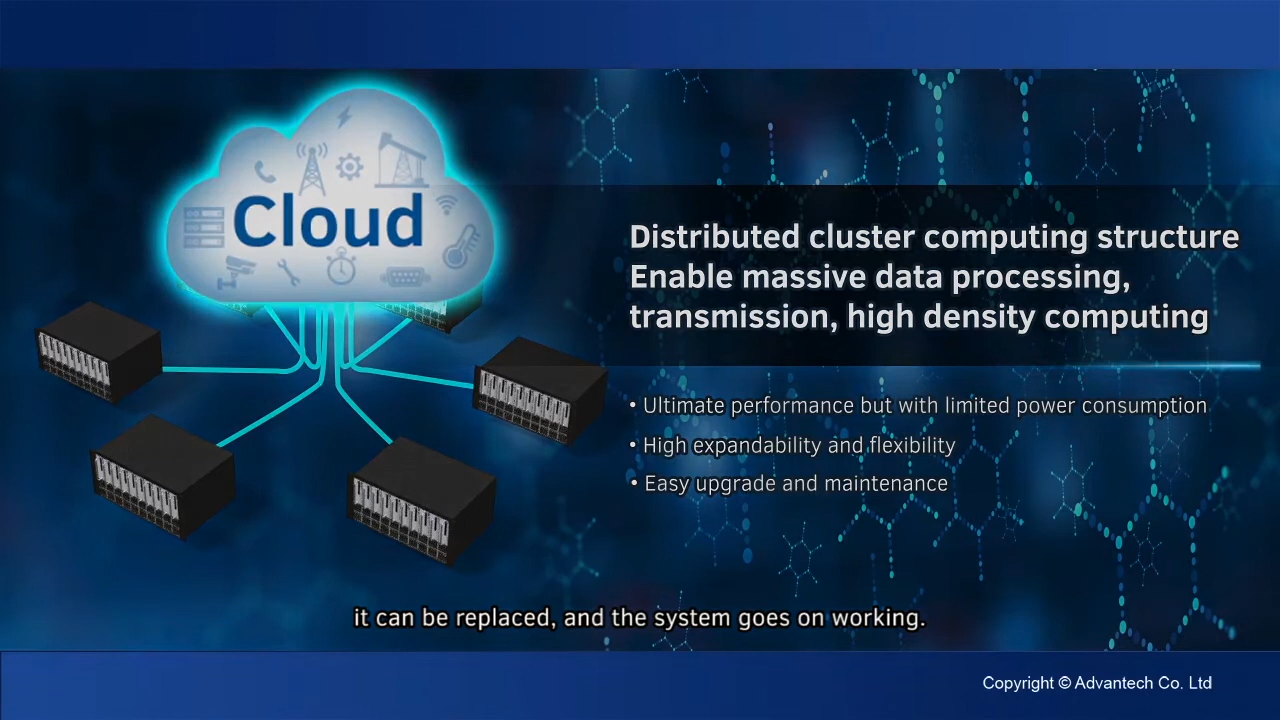 Cloud
Distributed cluster computing structure
Enable massive data processing,
transmission, high density computing
• Ultimate performance but with limited power consumption
• High expandability and flexibility
• Easy upgrade and maintenance
it can be replaced, and the system goes on working.
Copyright © Advantech Co. Ltd